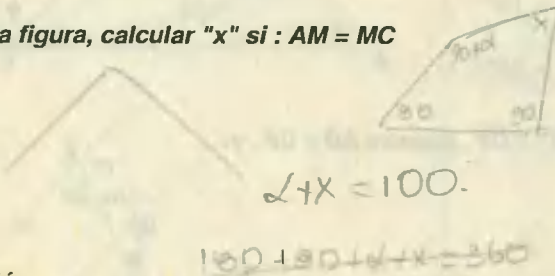 a figura, calcular "x" si : AM = MC
x
90+α
80
90
α+x = 100.
180+80+α+x = 360